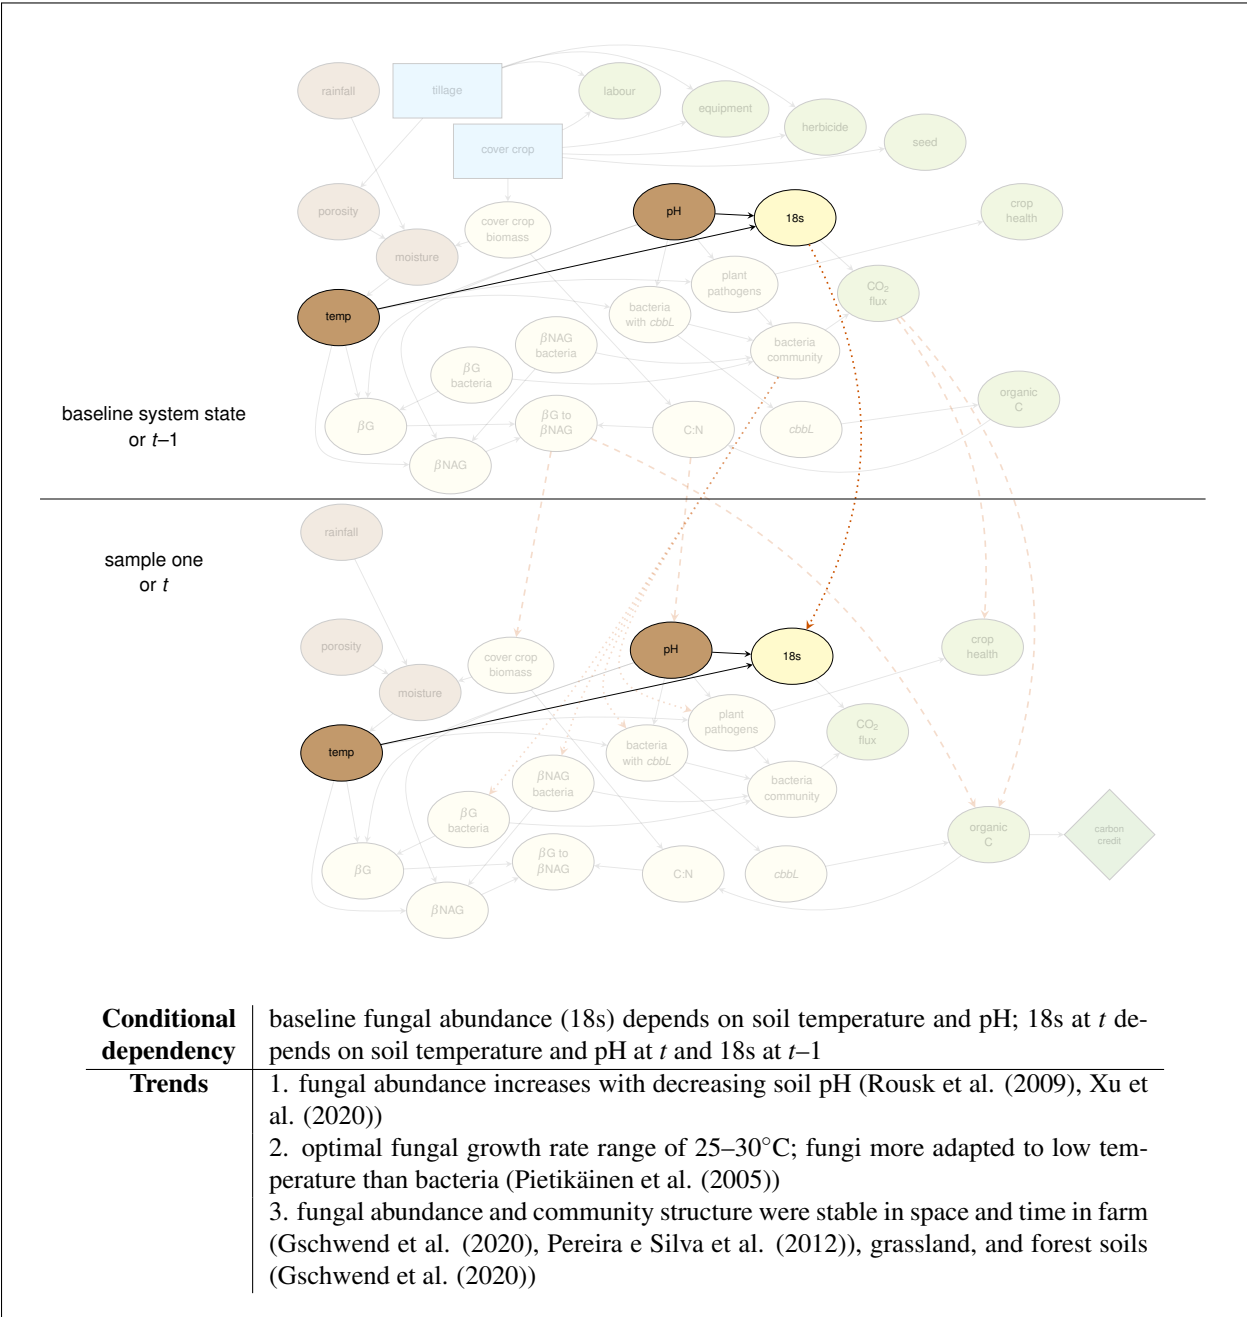 rainfall
tillage
labour
equipment
herbicide
seed
cover crop
porosity
cover crop
biomass
pH
18s
crop
health
moisture
plant
pathogens
CO₂
flux
temp
bacteria
with cbbL
βNAG
bacteria
bacteria
community
βG
bacteria
organic
C
baseline system state
or t–1
βG
βG to
βNAG
C:N
cbbL
βNAG
sample one
or t
rainfall
porosity
cover crop
biomass
pH
18s
crop
health
moisture
plant
pathogens
CO₂
flux
temp
bacteria
with cbbL
βNAG
bacteria
bacteria
community
βG
bacteria
organic
C
carbon
credit
βG
βG to
βNAG
C:N
cbbL
βNAG
Conditional dependency
baseline fungal abundance (18s) depends on soil temperature and pH; 18s at t de-
pends on soil temperature and pH at t and 18s at t–1
Trends
1. fungal abundance increases with decreasing soil pH (Rousk et al. (2009), Xu et
al. (2020))
2. optimal fungal growth rate range of 25–30°C; fungi more adapted to low tem-
perature than bacteria (Pietikäinen et al. (2005))
3. fungal abundance and community structure were stable in space and time in farm
(Gschwend et al. (2020), Pereira e Silva et al. (2012)), grassland, and forest soils
(Gschwend et al. (2020))